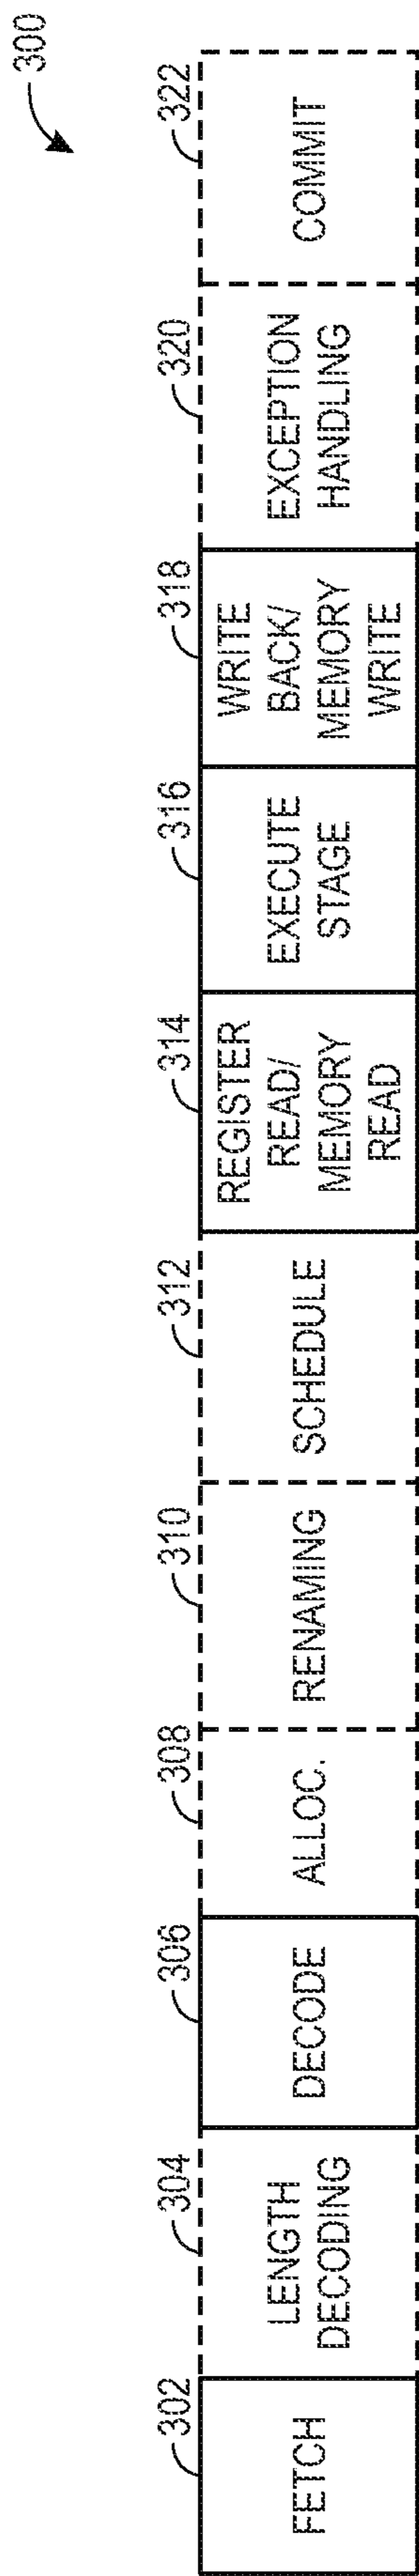 300
302
FETCH
304
LENGTH
DECODING
306
DECODE
308
ALLOC.
310
RENAMING
312
SCHEDULE
314
REGISTER
READ/
MEMORY
READ
316
EXECUTE
STAGE
318
WRITE
BACK/
MEMORY
WRITE
320
EXCEPTION
HANDLING
322
COMMIT